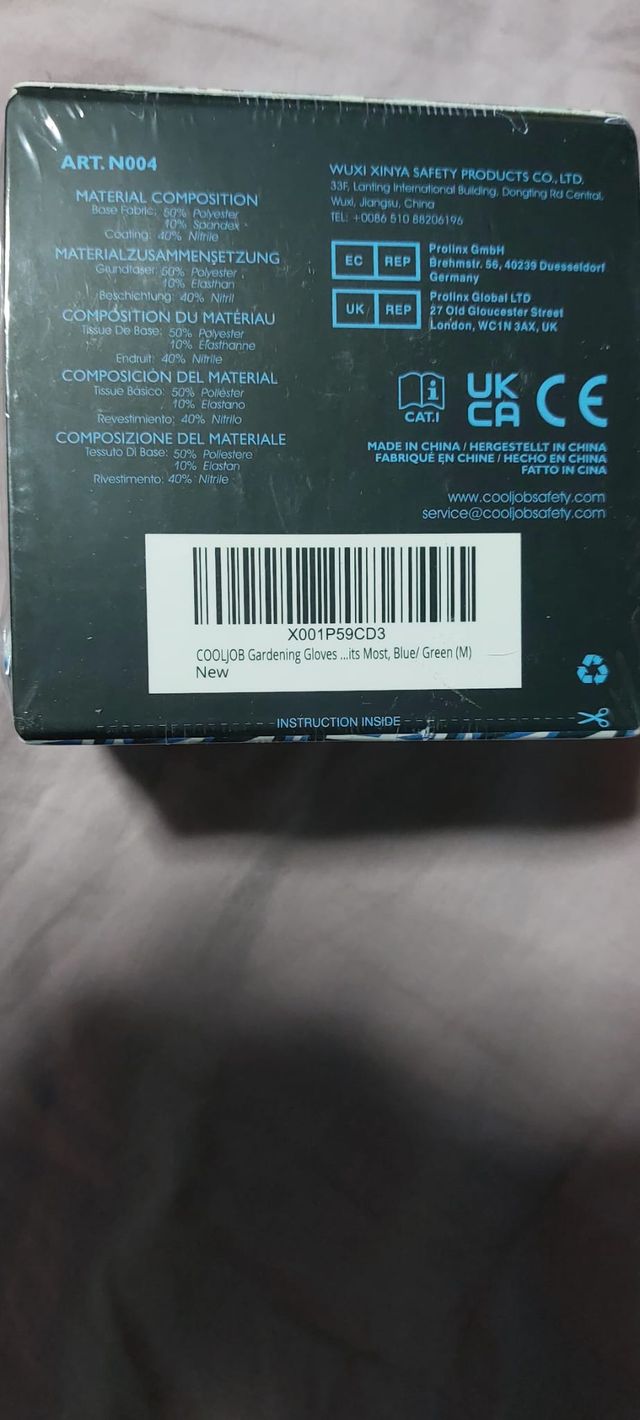 ART. N004
MATERIAL COMPOSITION
Base Fabric: 50% Polyester
10% Spandex
Coating: 40% Nitrile
MATERIALZUSAMMENSETZUNG
Grundfaser: 50% Polyester
10% Elasthan
Beschichtung: 40% Nitril
COMPOSITION DU MATÉRIAU
Tissue De Base: 50% Polyester
10% Efasthanne
Endruit: 40% Nitrile
COMPOSICIÓN DEL MATERIAL
Tissue Básico: 50% Poliéster
10% Elastano
Revestimiento: 40% Nitrilo
COMPOSIZIONE DEL MATERIALE
Tessuto Di Base: 50% Poliestere
10% Elastan
Rivestimento: 40% Nitrile
WUXI XINYA SAFETY PRODUCTS CO., LTD.
33F, Lanting International Building, Dongting Rd Central,
Wuxi, Jiangsu, China
TEL: +0086 510 88206196
EC REP
Prolinx GmbH
Brehmstr. 56, 40239 Duesseldorf
Germany
UK REP
Prolinx Global LTD
27 Old Gloucester Street
London, WC1N 3AX, UK
CAT.I
UK
CA
CE
MADE IN CHINA / HERGESTELLT IN CHINA
FABRIQUÉ EN CHINE / HECHO EN CHINA
FATTO IN CINA
www.cooljobsafety.com
service@cooljobsafety.com
X001P59CD3
COOLJOB Gardening Gloves ...its Most, Blue/ Green (M)
New
INSTRUCTION INSIDE